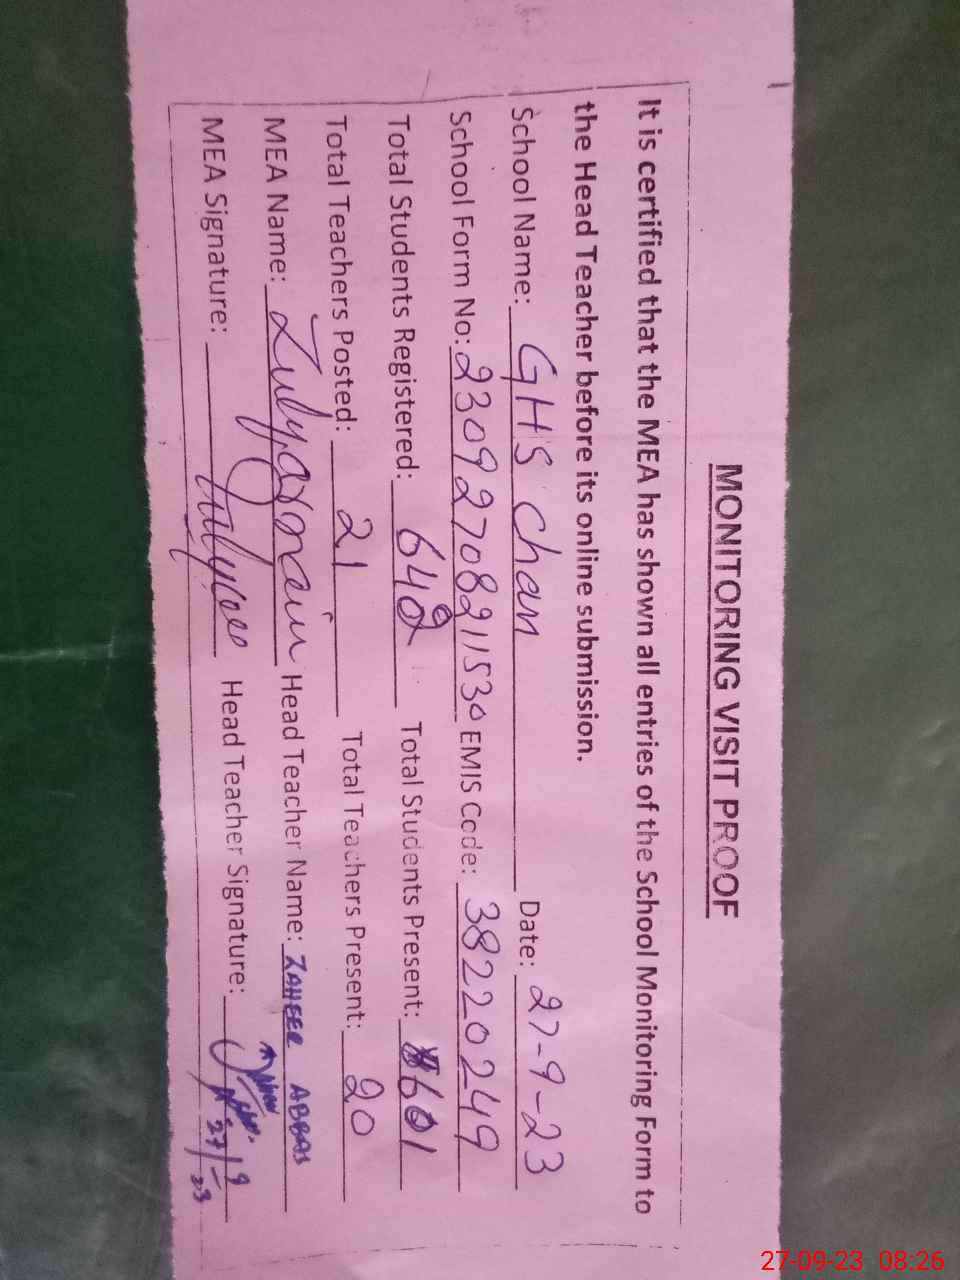 MONITORING VISIT PROOF
It is certified that the MEA has shown all entries of the School Monitoring Form to
the Head Teacher before its online submission.
School Name: GHS Chan Date: 27-9-23
School Form No: 23092708211530 EMIS Code: 38220249
Total Students Registered: 642 Total Students Present: 601
Total Teachers Posted: 21 Total Teachers Present: 20
MEA Name: Zulqarnain Head Teacher Name: ZAHEER ABBAS
MEA Signature: Head Teacher Signature: 27/9/23
27-09-23 08:26